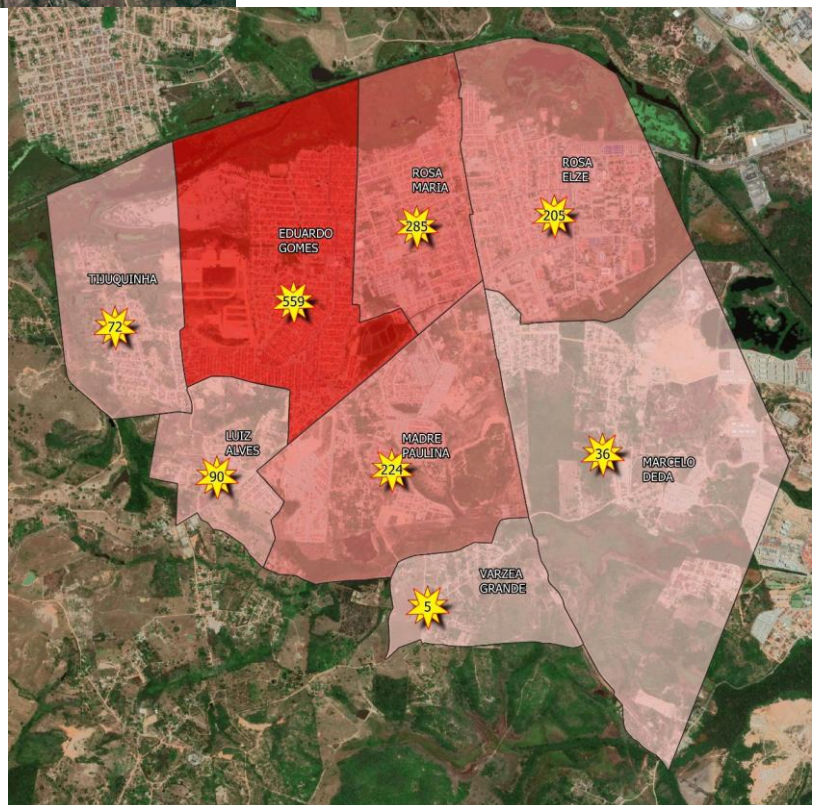 ROSA
MARIA
285
ROSA
ELZE
205
EDUARDO
GOMES
559
TIJUQUINHA
72
LUIZ
ALVES
90
MADRE
PAULINA
224
36
MARCELO
DEDA
VARZEA
GRANDE
5